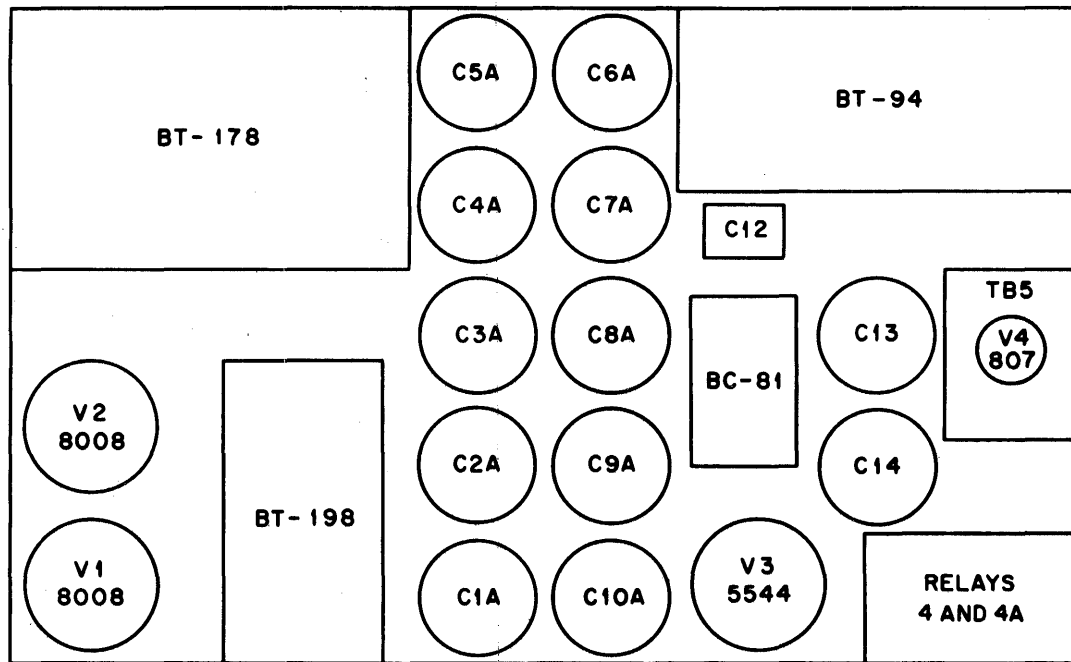 C5A
C6A
BT-94
BT-178
C4A
C7A
C12
TB5
C3A
C8A
C13
V4
807
BC-81
V2
8008
C2A
C9A
C14
BT-198
V1
8008
C1A
C10A
V3
5544
RELAYS
4 AND 4A